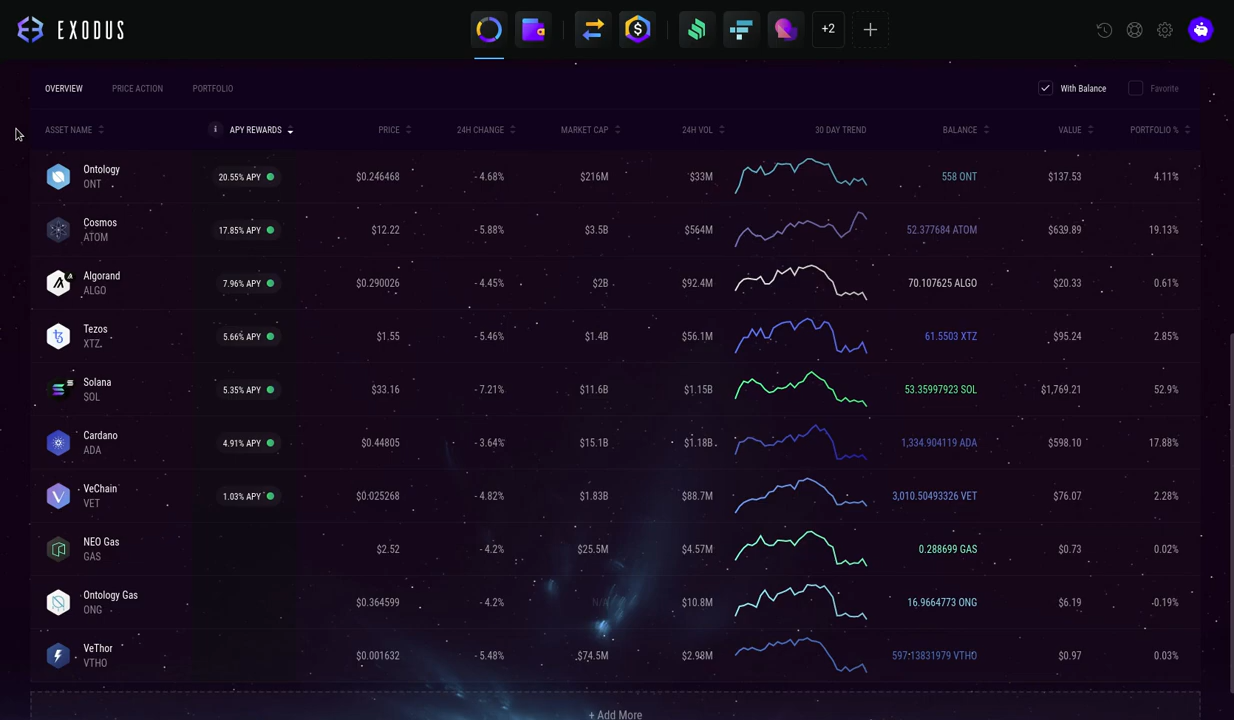 EXODUS
+2
OVERVIEW PRICE ACTION PORTFOLIO With Balance Favorite
ASSET NAME i APY REWARDS PRICE 24H CHANGE MARKET CAP 24H VOL 30 DAY TREND BALANCE VALUE PORTFOLIO %
Ontology
ONT
20.55% APY $0.246468 - 4.68% $216M $33M 558 ONT $137.53 4.11%
Cosmos
ATOM
17.85% APY $12.22 - 5.88% $3.5B $564M 52.377684 ATOM $639.89 19.13%
Algorand
ALGO
7.96% APY $0.290026 - 4.45% $2B $92.4M 70.107625 ALGO $20.33 0.61%
Tezos
XTZ
5.66% APY $1.55 - 5.46% $1.4B $56.1M 61.5503 XTZ $95.24 2.85%
Solana
SOL
5.35% APY $33.16 - 7.21% $11.6B $1.15B 53.35997923 SOL $1,769.21 52.9%
Cardano
ADA
4.91% APY $0.44805 - 3.64% $15.1B $1.18B 1,334.904119 ADA $598.10 17.88%
VeChain
VET
1.03% APY $0.025268 - 4.82% $1.83B $88.7M 3,010.50493326 VET $76.07 2.28%
NEO Gas
GAS
$2.52 - 4.2% $25.5M $4.57M 0.288699 GAS $0.73 0.02%
Ontology Gas
ONG
$0.364599 - 4.2% N/A $10.8M 16.9664773 ONG $6.19 0.19%
VeThor
VTHO
$0.001632 - 5.48% $74.5M $2.98M 597.13831979 VTHO $0.97 0.03%
+ Add More